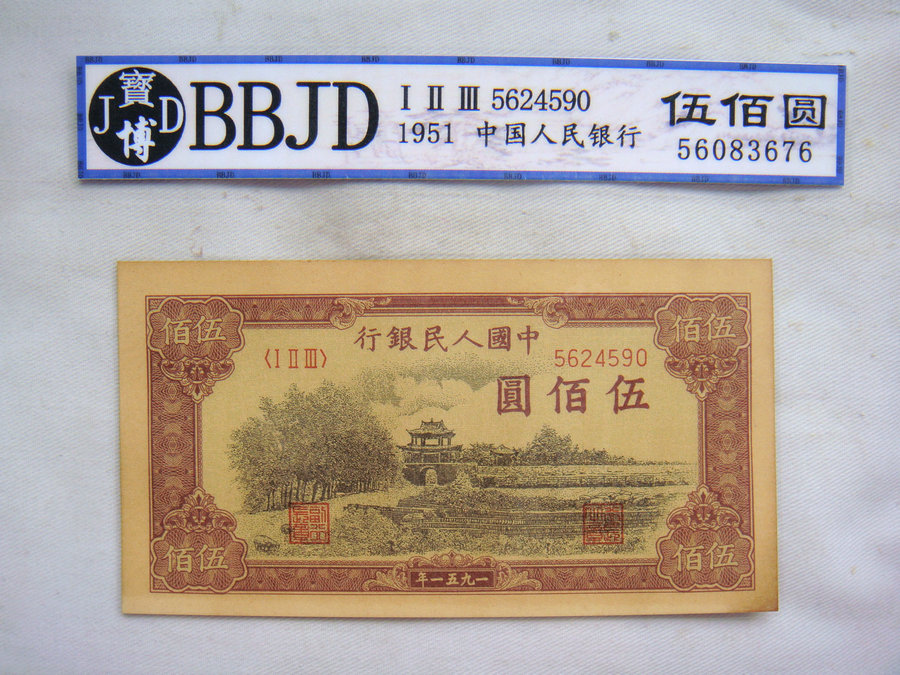 寶
J D
博
BBJD
I II III 5624590
1951 中国人民银行
伍佰圆
56083676
佰伍
佰伍
行銀民人國中
〈I II III〉
5624590
圓佰伍
佰伍
佰伍
年一五九一